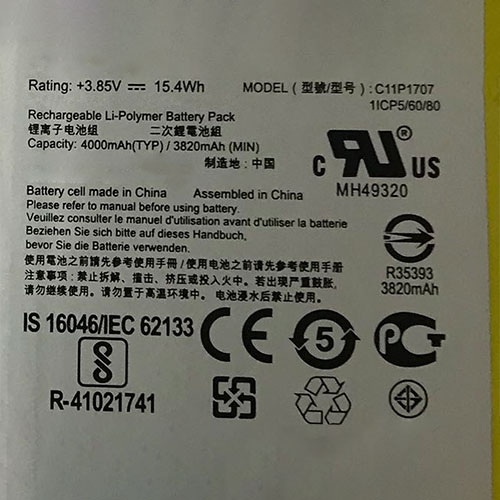 Rating: +3.85V ⎓ 15.4Wh MODEL (型號/型号) : C11P1707
1ICP5/60/80
Rechargeable Li-Polymer Battery Pack
锂离子电池组 二次鋰電池組
Capacity: 4000mAh(TYP) / 3820mAh (MIN)
制造地: 中国
c RU ® US
MH49320
Battery cell made in China Assembled in China
Please refer to manual before using battery.
Veuillez consulter le manuel d'utilisation avant d'utiliser la batterie
Beziehen Sie sich bitte auf dieses Handbuch,
bevor Sie die Batterie verwenden.
使用電池之前請先參考使用手冊 / 使用电池之前请先参考使用手册
注意事项 : 禁止拆解、撞击、挤压或投入火中。若出现严重鼓胀,
请勿继续使用。请勿置于高温环境中。电池浸水后禁止使用。
R35393
3820mAh
IS 16046/IEC 62133
R-41021741
CE 5 PCT